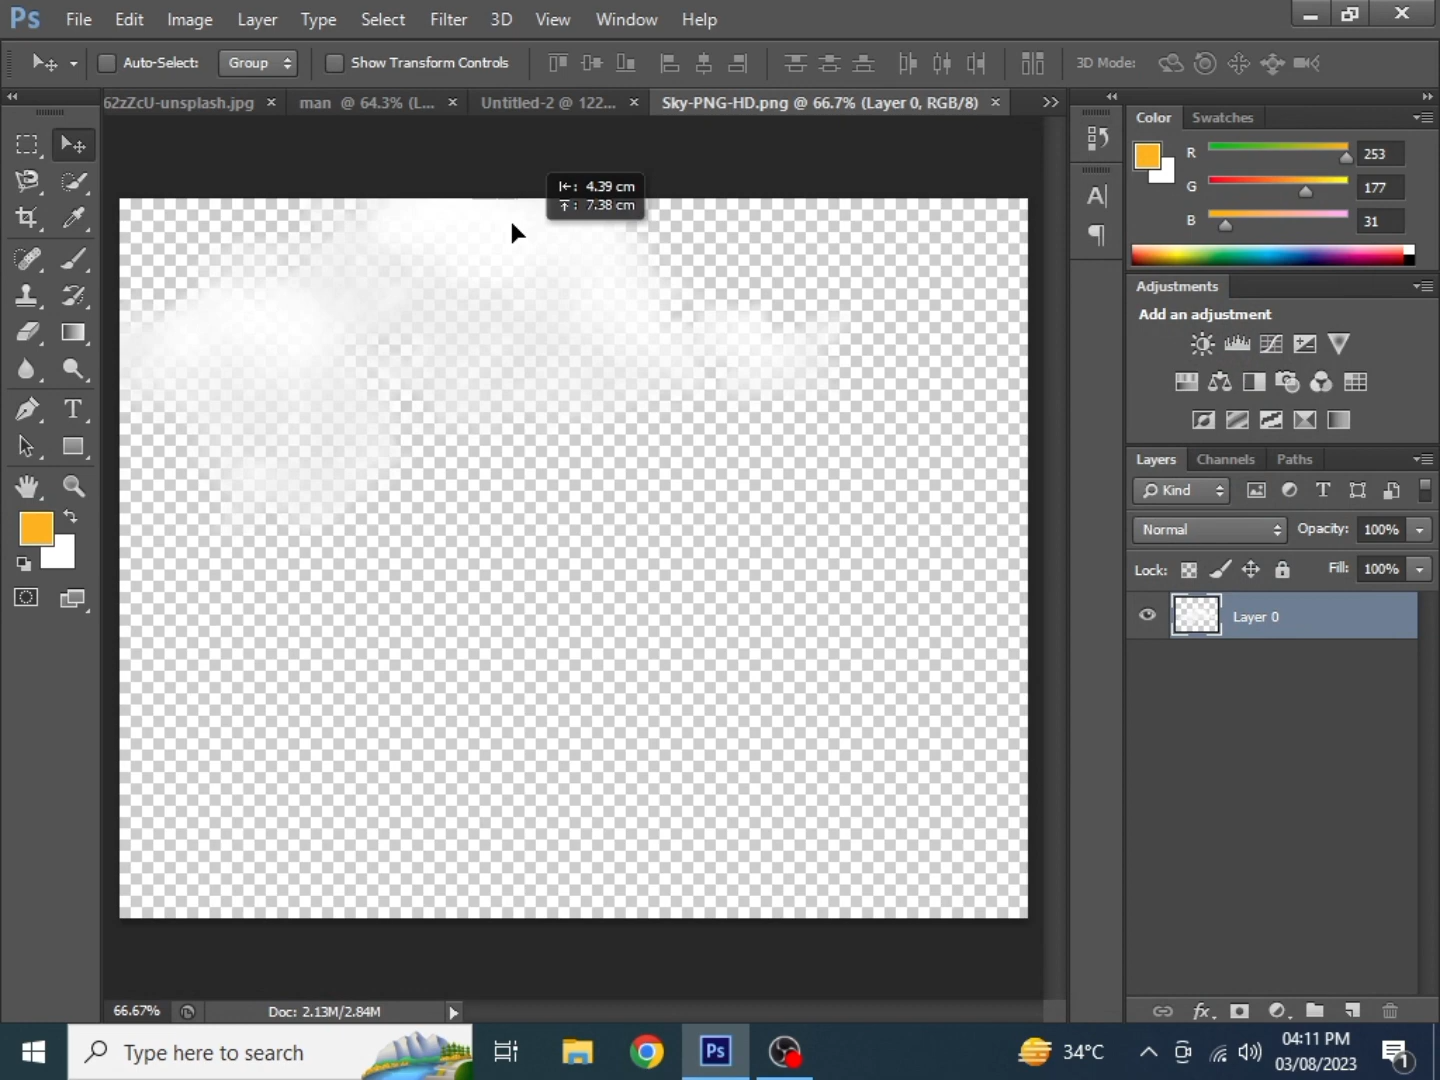 Ps File Edit Image Layer Type Select Filter 3D View Window Help
Auto-Select: Group Show Transform Controls 3D Mode:
62zZcU-unsplash.jpg × man @ 64.3% (L... × Untitled-2 @ 122... × Sky-PNG-HD.png @ 66.7% (Layer 0, RGB/8) ×
Color Swatches
R 253
G 177
B 31
4.39 cm
7.38 cm
Adjustments
Add an adjustment
Layers Channels Paths
Kind
Normal Opacity: 100%
Lock: Fill: 100%
Layer 0
66.67% Doc: 2.13M/2.84M
Type here to search
Ps
34°C
04:11 PM
03/08/2023
1